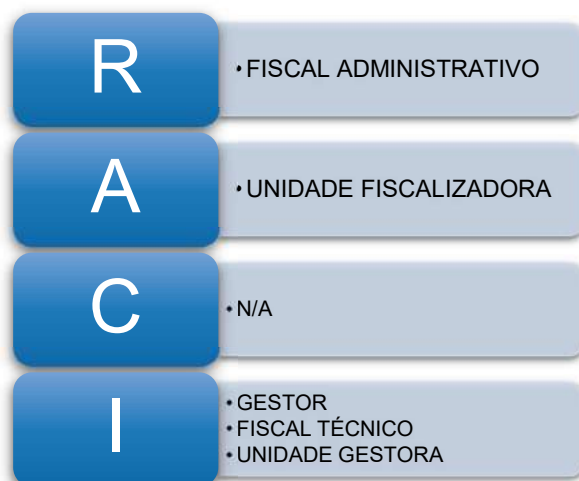 R
• FISCAL ADMINISTRATIVO
A
• UNIDADE FISCALIZADORA
C
• N/A
I
• GESTOR
• FISCAL TÉCNICO
• UNIDADE GESTORA